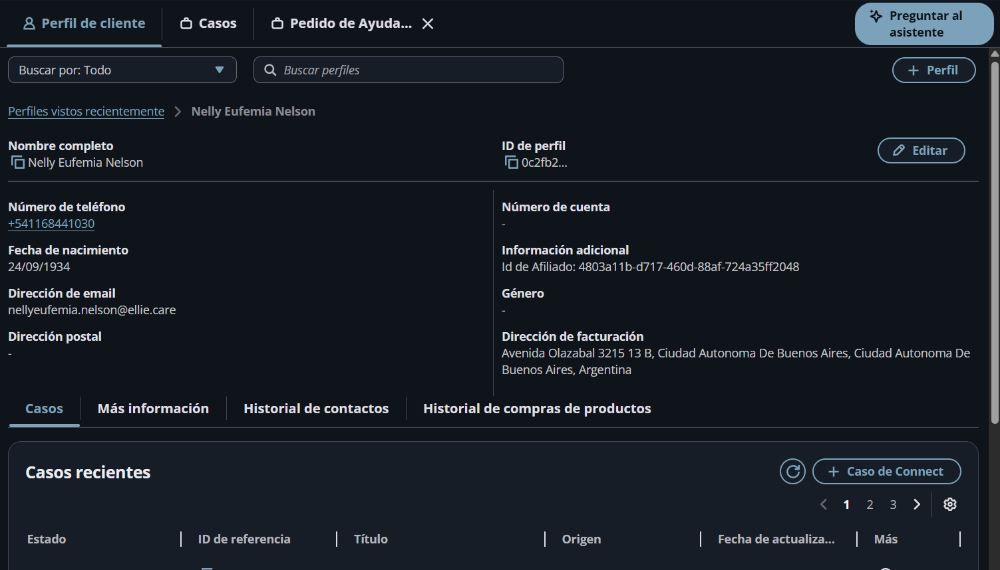 Perfil de cliente
Casos
Pedido de Ayuda...
Preguntar al
asistente
Buscar por: Todo
Buscar perfiles
Perfil
Perfiles vistos recientemente
Nelly Eufemia Nelson
Nombre completo
Nelly Eufemia Nelson
ID de perfil
0c2fb2...
Editar
Número de teléfono
+541168441030
Fecha de nacimiento
24/09/1934
Dirección de email
nellyeufemia.nelson@ellie.care
Dirección postal
-
Número de cuenta
-
Información adicional
Id de Afiliado: 4803a11b-d717-460d-88af-724a35ff2048
Género
-
Dirección de facturación
Avenida Olazabal 3215 13 B, Ciudad Autonoma De Buenos Aires, Ciudad Autonoma De
Buenos Aires, Argentina
Casos
Más información
Historial de contactos
Historial de compras de productos
Casos recientes
Caso de Connect
1 2 3
Estado
ID de referencia
Título
Origen
Fecha de actualiza...
Más